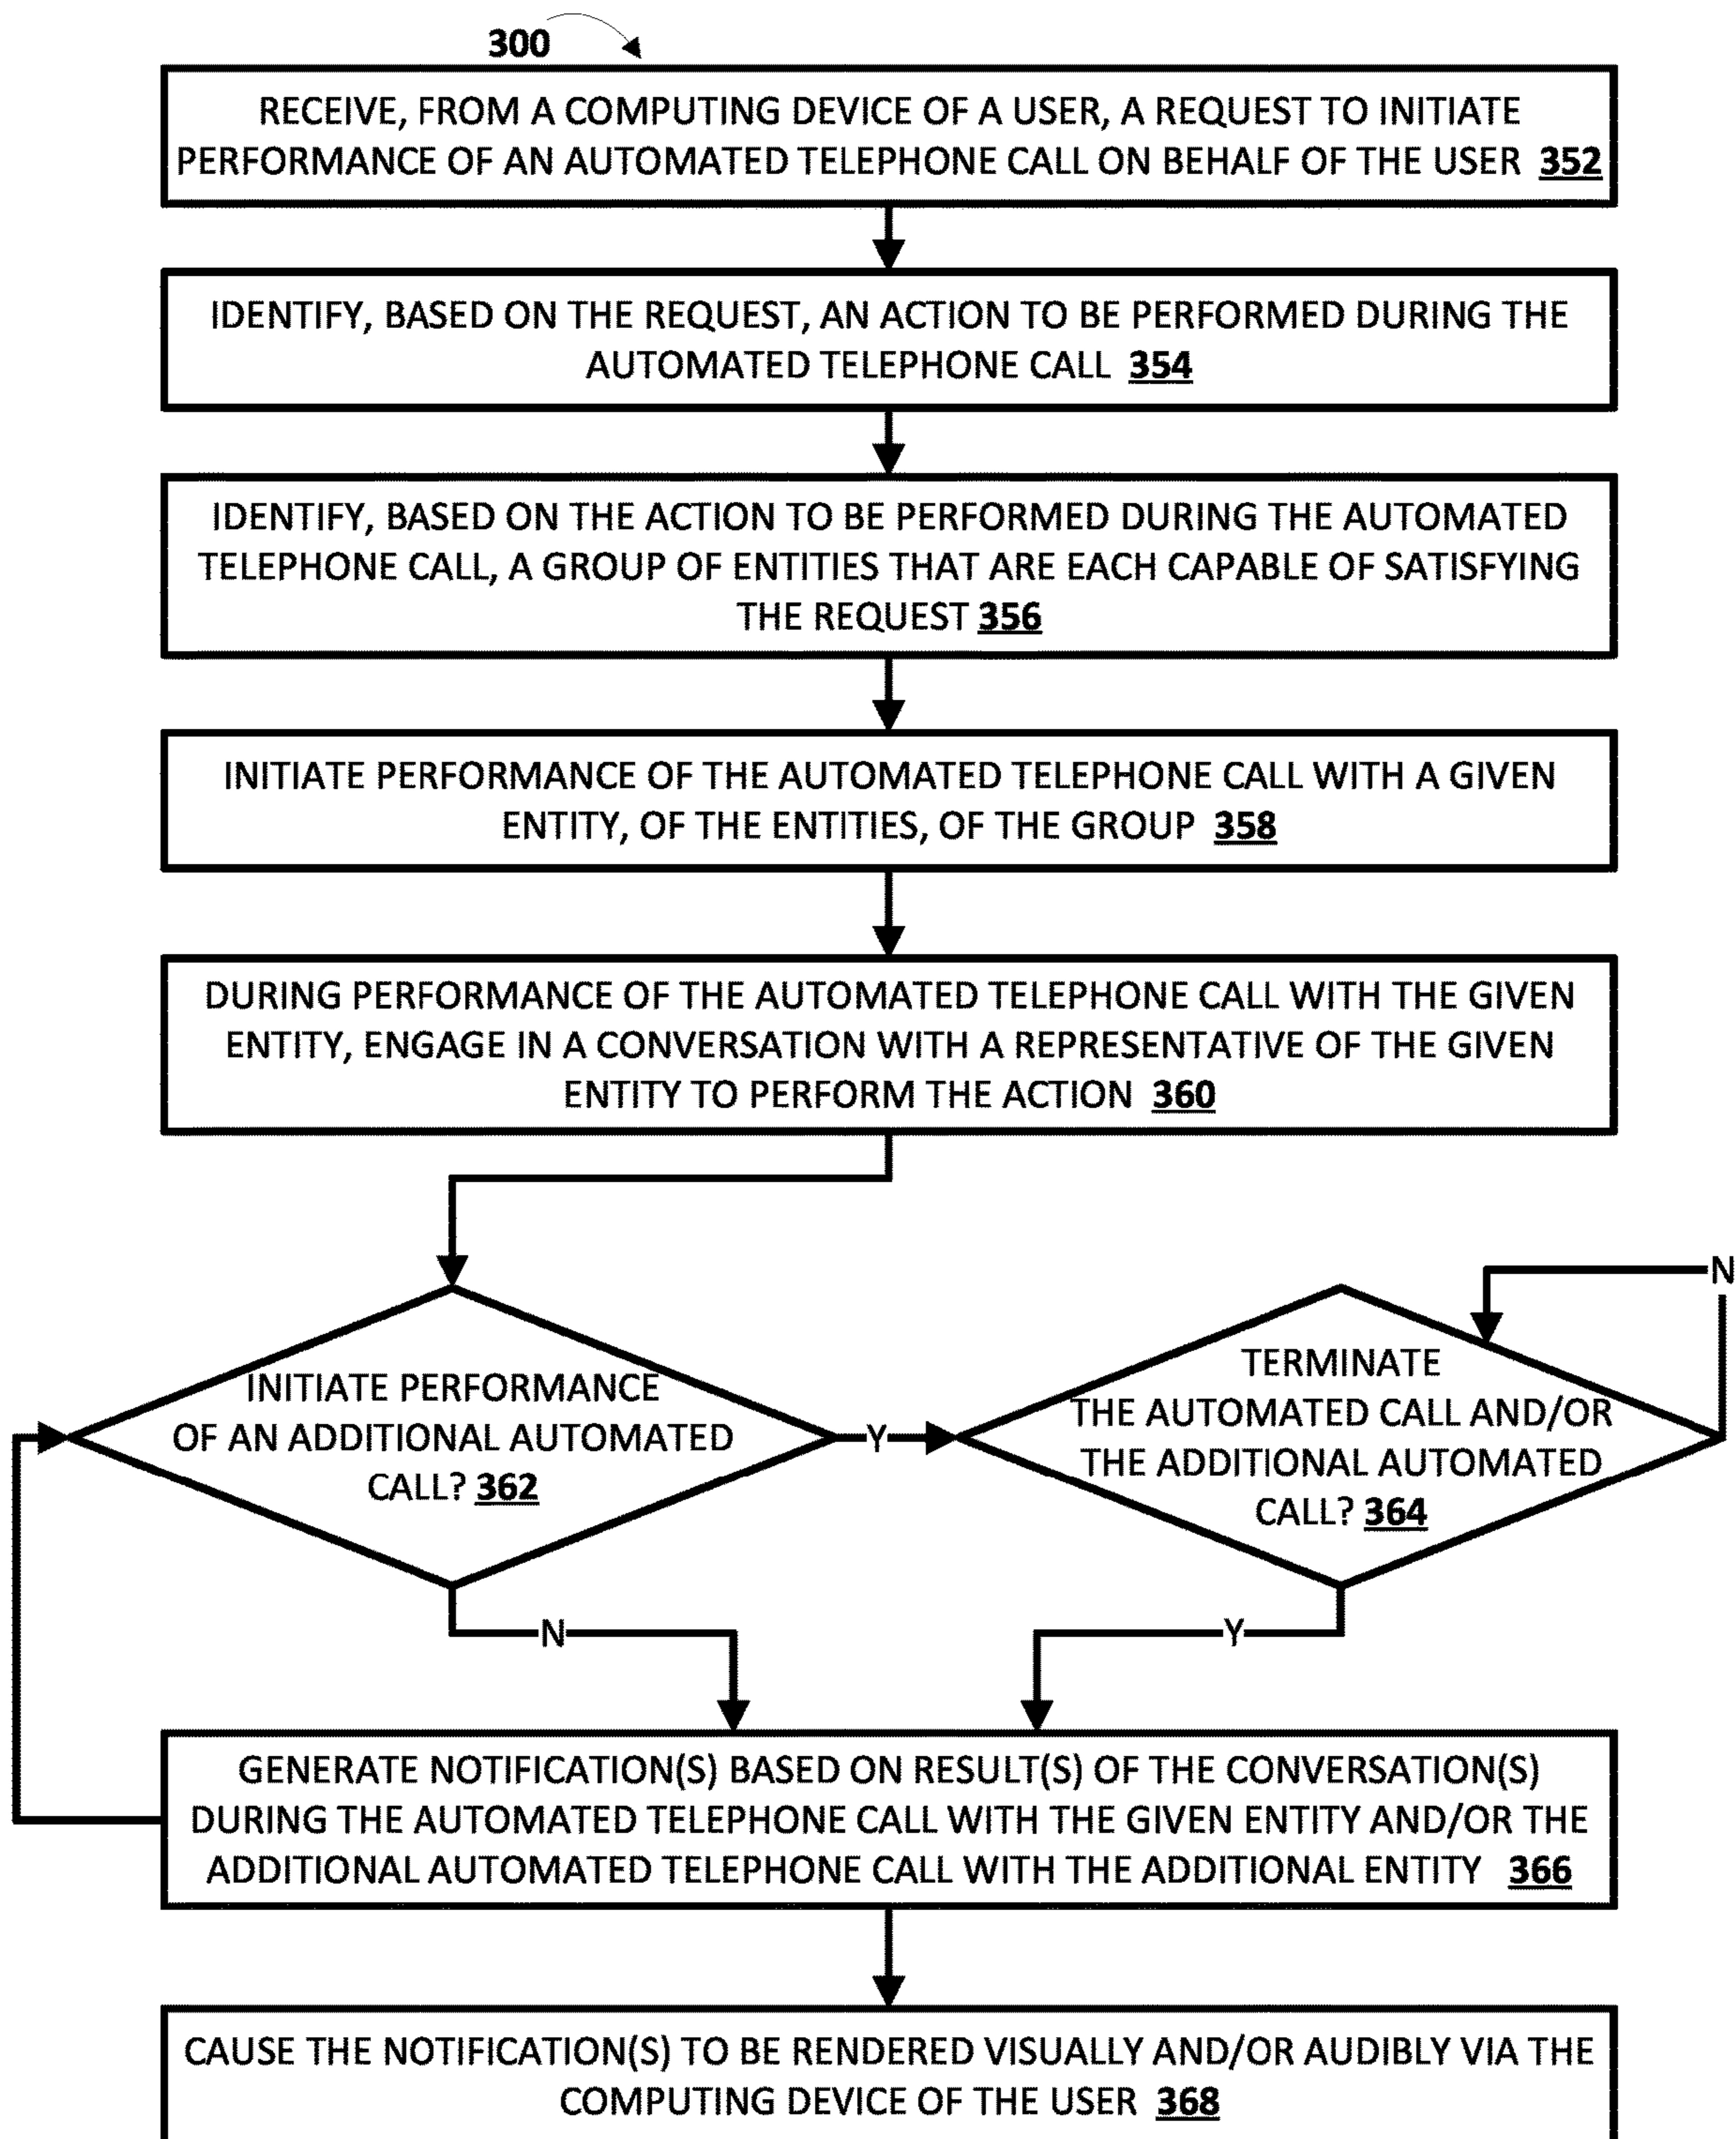 300
RECEIVE, FROM A COMPUTING DEVICE OF A USER, A REQUEST TO INITIATE
PERFORMANCE OF AN AUTOMATED TELEPHONE CALL ON BEHALF OF THE USER 352
IDENTIFY, BASED ON THE REQUEST, AN ACTION TO BE PERFORMED DURING THE
AUTOMATED TELEPHONE CALL 354
IDENTIFY, BASED ON THE ACTION TO BE PERFORMED DURING THE AUTOMATED
TELEPHONE CALL, A GROUP OF ENTITIES THAT ARE EACH CAPABLE OF SATISFYING
THE REQUEST 356
INITIATE PERFORMANCE OF THE AUTOMATED TELEPHONE CALL WITH A GIVEN
ENTITY, OF THE ENTITIES, OF THE GROUP 358
DURING PERFORMANCE OF THE AUTOMATED TELEPHONE CALL WITH THE GIVEN
ENTITY, ENGAGE IN A CONVERSATION WITH A REPRESENTATIVE OF THE GIVEN
ENTITY TO PERFORM THE ACTION 360
INITIATE PERFORMANCE
OF AN ADDITIONAL AUTOMATED
CALL? 362
Y
N
TERMINATE
THE AUTOMATED CALL AND/OR
THE ADDITIONAL AUTOMATED
CALL? 364
N
Y
GENERATE NOTIFICATION(S) BASED ON RESULT(S) OF THE CONVERSATION(S)
DURING THE AUTOMATED TELEPHONE CALL WITH THE GIVEN ENTITY AND/OR THE
ADDITIONAL AUTOMATED TELEPHONE CALL WITH THE ADDITIONAL ENTITY 366
CAUSE THE NOTIFICATION(S) TO BE RENDERED VISUALLY AND/OR AUDIBLY VIA THE
COMPUTING DEVICE OF THE USER 368